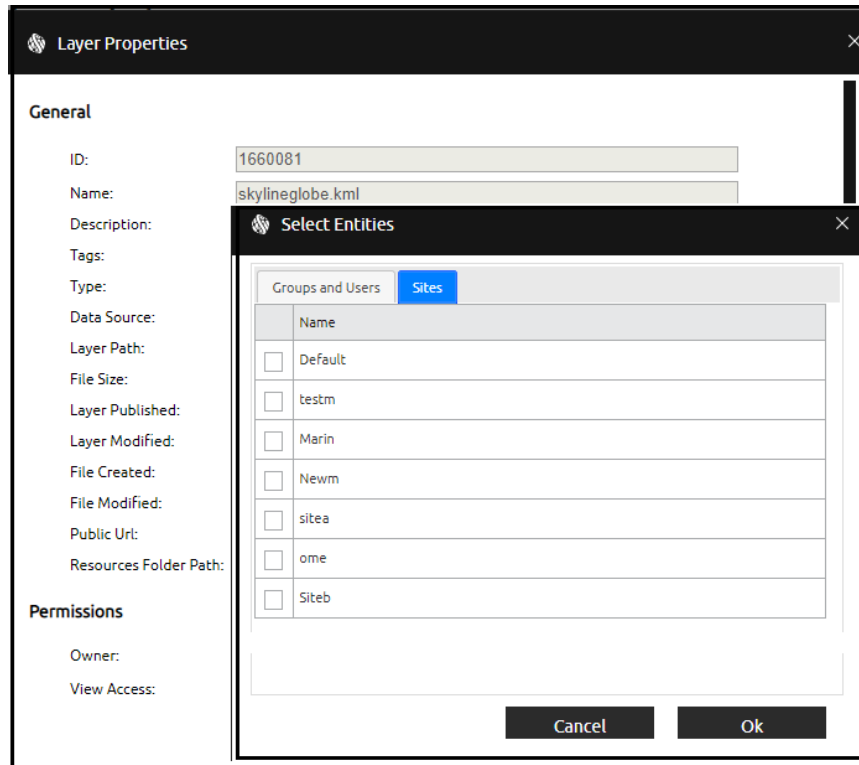 Layer Properties
General
ID:
1660081
Name:
skylineglobe.kml
Description:
Tags:
Type:
Data Source:
Layer Path:
File Size:
Layer Published:
Layer Modified:
File Created:
File Modified:
Public Url:
Resources Folder Path:
Permissions
Owner:
View Access:
Select Entities
Groups and Users
Sites
Name
Default
testm
Marin
Newm
sitea
ome
Siteb
Cancel
Ok